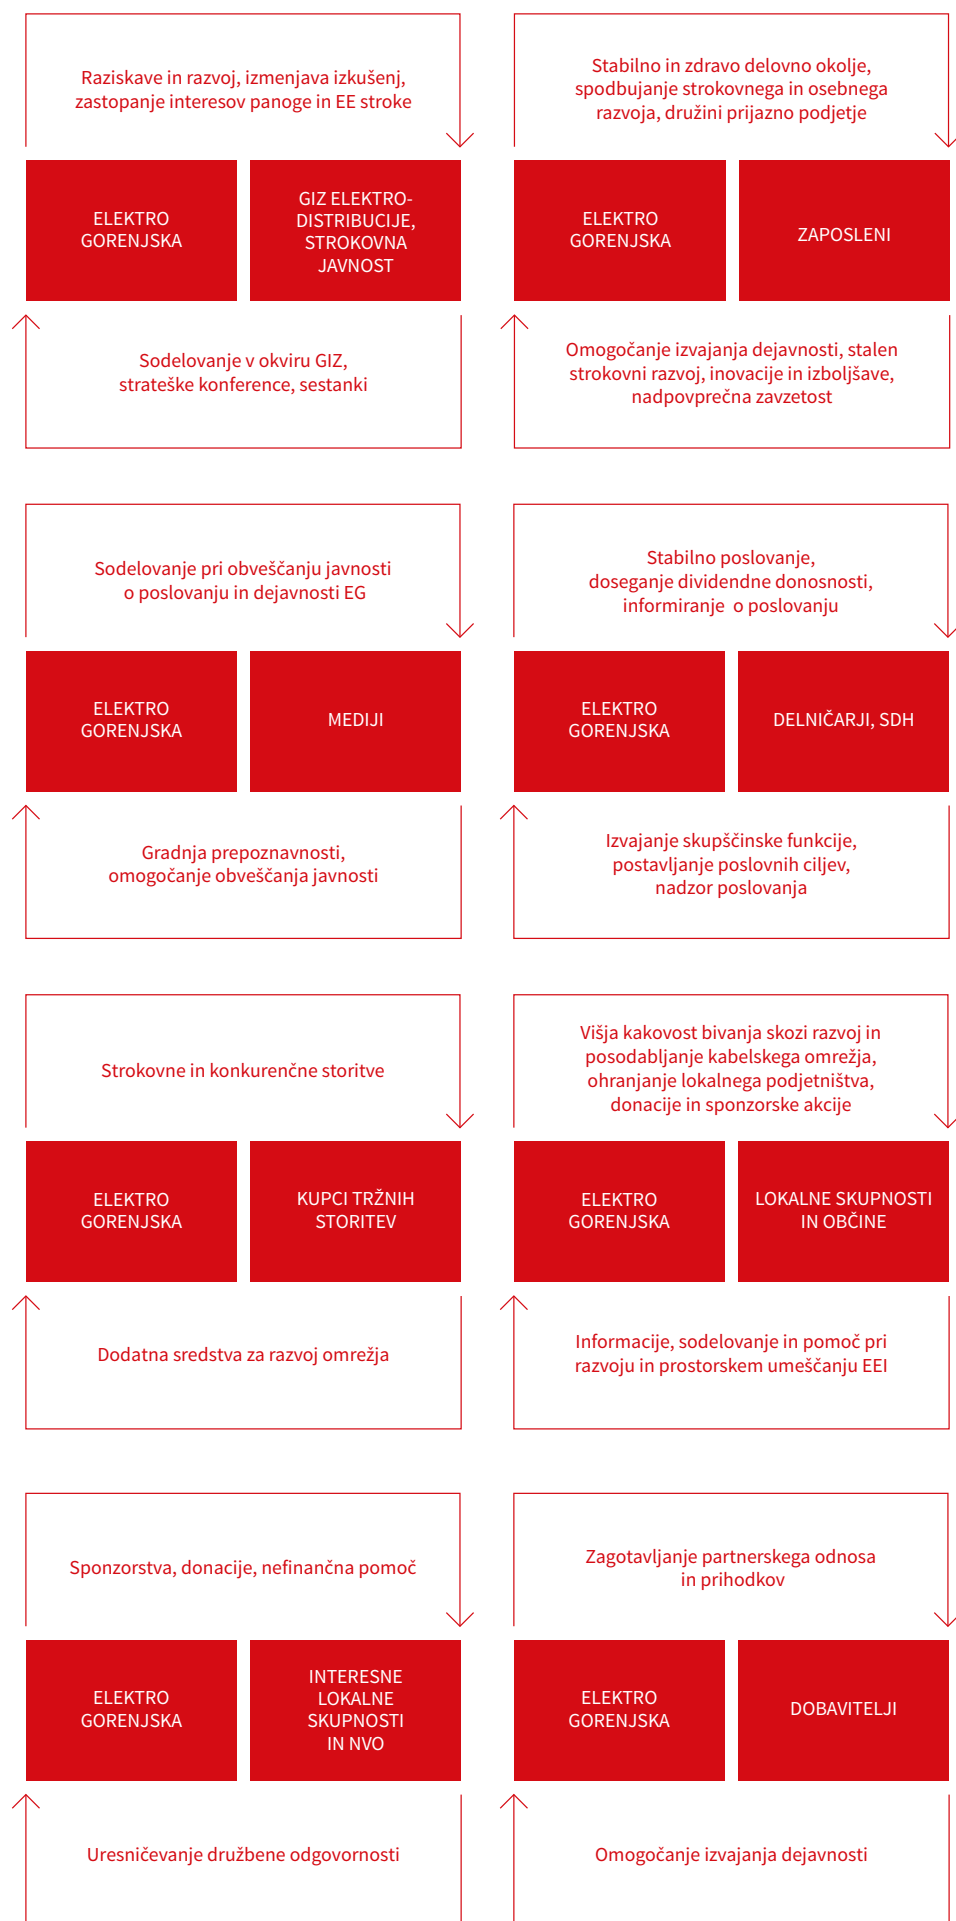 Raziskave in razvoj, izmenjava izkušenj,
zastopanje interesov panoge in EE stroke
ELEKTRO
GORENJSKA
GIZ ELEKTRO-
DISTRIBUCIJE,
STROKOVNA
JAVNOST
Sodelovanje v okviru GIZ,
strateške konference, sestanki
Stabilno in zdravo delovno okolje,
spodbujanje strokovnega in osebnega
razvoja, družini prijazno podjetje
ELEKTRO
GORENJSKA
ZAPOSLENI
Omogočanje izvajanja dejavnosti, stalen
strokovni razvoj, inovacije in izboljšave,
nadpovprečna zavzetost
Sodelovanje pri obveščanju javnosti
o poslovanju in dejavnosti EG
ELEKTRO
GORENJSKA
MEDIJI
Gradnja prepoznavnosti,
omogočanje obveščanja javnosti
Stabilno poslovanje,
doseganje dividendne donosnosti,
informiranje o poslovanju
ELEKTRO
GORENJSKA
DELNIČARJI, SDH
Izvajanje skupščinske funkcije,
postavljanje poslovnih ciljev,
nadzor poslovanja
Strokovne in konkurenčne storitve
ELEKTRO
GORENJSKA
KUPCI TRŽNIH
STORITEV
Dodatna sredstva za razvoj omrežja
Višja kakovost bivanja skozi razvoj in
posodabljanje kabelskega omrežja,
ohranjanje lokalnega podjetništva,
donacije in sponzorske akcije
ELEKTRO
GORENJSKA
LOKALNE SKUPNOSTI
IN OBČINE
Informacije, sodelovanje in pomoč pri
razvoju in prostorskem umeščanju EEI
Sponzorstva, donacije, nefinančna pomoč
ELEKTRO
GORENJSKA
INTERESNE
LOKALNE
SKUPNOSTI
IN NVO
Uresničevanje družbene odgovornosti
Zagotavljanje partnerskega odnosa
in prihodkov
ELEKTRO
GORENJSKA
DOBAVITELJI
Omogočanje izvajanja dejavnosti